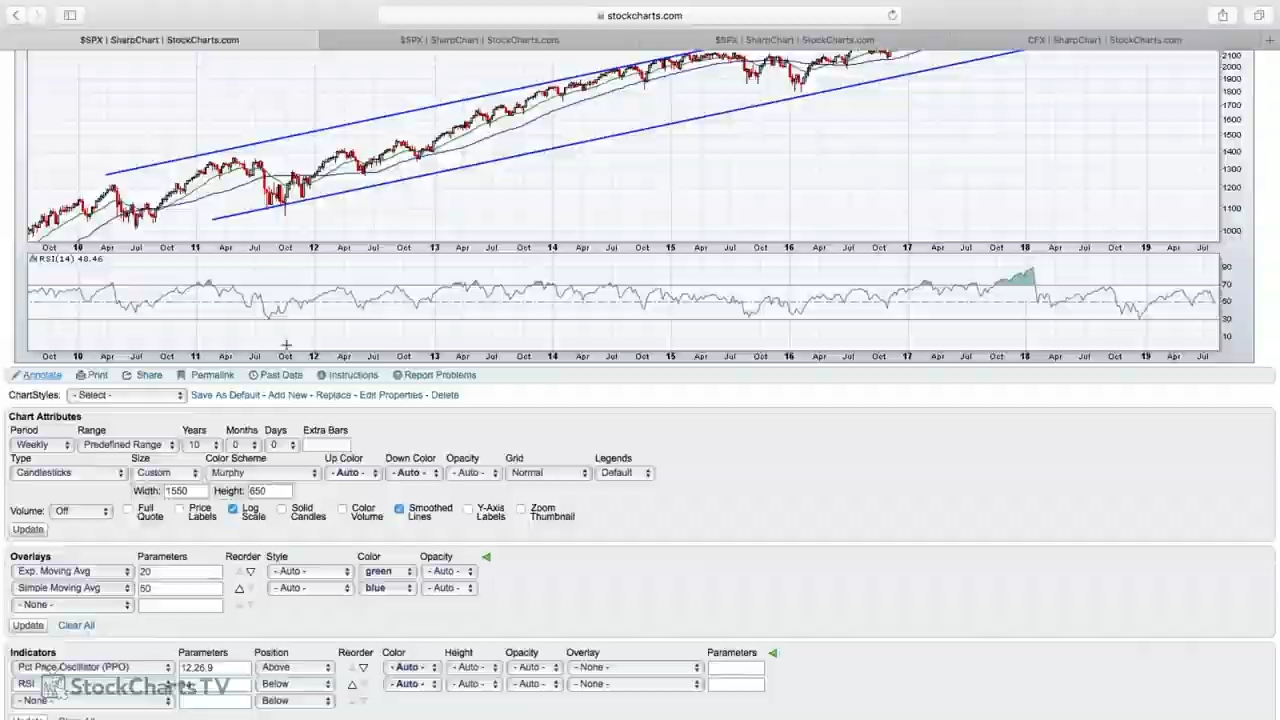 stockcharts.com
$SPX | SharpChart | StockCharts.com $SPX | SharpChart | StockCharts.com $SPX | SharpChart | StockCharts.com CFX | SharpChart | StockCharts.com
2100
2000
1900
1800
1700
1600
1500
1400
1300
1200
1100
1000
Oct 10 Apr Jul Oct 11 Apr Jul Oct 12 Apr Jul Oct 13 Apr Jul Oct 14 Apr Jul Oct 15 Apr Jul Oct 16 Apr Jul Oct 17 Apr Jul Oct 18 Apr Jul Oct 19 Apr Jul
RSI(14) 48.46
90
70
50
30
10
Oct 10 Apr Jul Oct 11 Apr Jul Oct 12 Apr Jul Oct 13 Apr Jul Oct 14 Apr Jul Oct 15 Apr Jul Oct 16 Apr Jul Oct 17 Apr Jul Oct 18 Apr Jul Oct 19 Apr Jul
Annotate Print Share Permalink Past Date Instructions Report Problems
ChartStyles: - Select - Save As Default - Add New - Replace - Edit Properties - Delete
Chart Attributes
Period Range Years Months Days Extra Bars
Weekly Predefined Range 10 0 0
Type Size Color Scheme Up Color Down Color Opacity Grid Legends
Candlesticks Custom Murphy - Auto - - Auto - - Auto - Normal Default
Width: 1550 Height: 650
Volume: Off Full Quote Price Labels Log Scale Solid Candles Color Volume Smoothed Lines Y-Axis Labels Zoom Thumbnail
Update
Overlays Parameters Reorder Style Color Opacity
Exp. Moving Avg 20 - Auto - green - Auto -
Simple Moving Avg 50 - Auto - blue - Auto -
- None -
Update Clear All
Indicators Parameters Position Reorder Color Height Opacity Overlay Parameters
Pct Price Oscillator (PPO) 12,26,9 Above - Auto - - Auto - - Auto - - None -
RSI Below - Auto - - Auto - - Auto - - None -
StockChartsTV
- None - Below